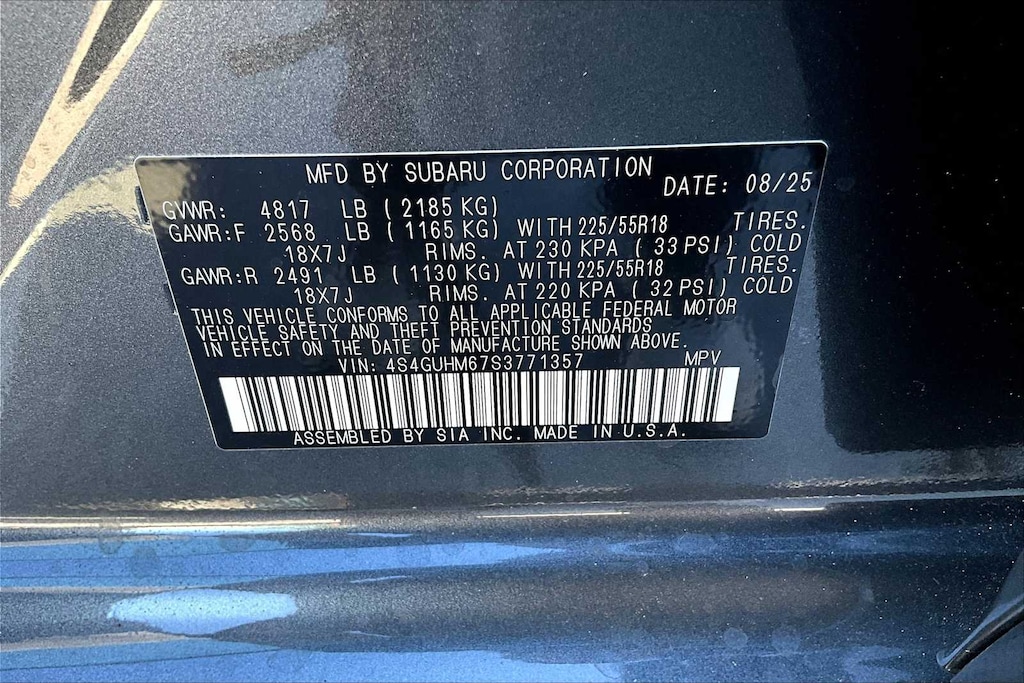 MFD BY SUBARU CORPORATION DATE: 08/25
GVWR: 4817 LB (2185 KG)
GAWR:F 2568 LB (1165 KG) WITH 225/55R18 TIRES.
18X7J RIMS. AT 230 KPA (33 PSI) COLD
GAWR:R 2491 LB (1130 KG) WITH 225/55R18 TIRES.
18X7J RIMS. AT 220 KPA (32 PSI) COLD
THIS VEHICLE CONFORMS TO ALL APPLICABLE FEDERAL MOTOR
VEHICLE SAFETY AND THEFT PREVENTION STANDARDS
IN EFFECT ON THE DATE OF MANUFACTURE SHOWN ABOVE.
VIN: 4S4GUHM67S3771357 MPV
ASSEMBLED BY SIA INC. MADE IN U.S.A.